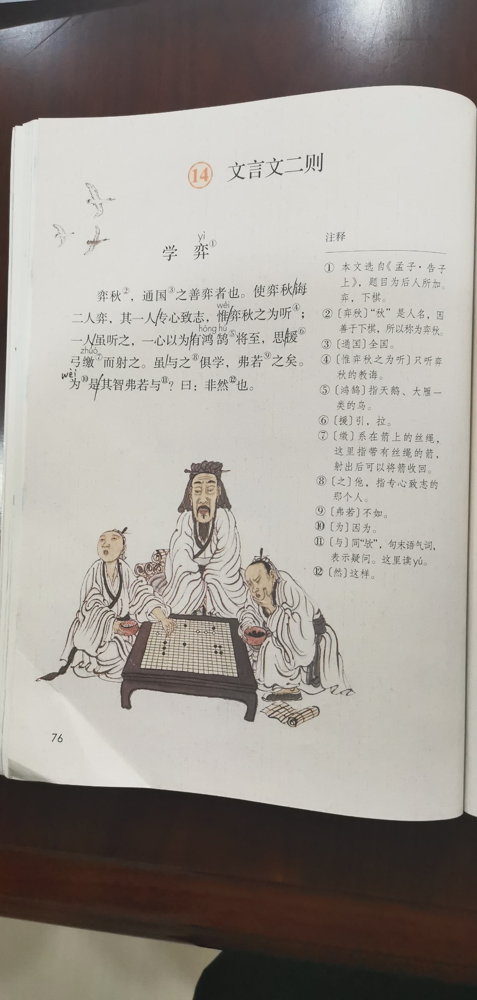 14 文言文二则
yì
学 弈①
弈秋②，通国③之善弈者也。使弈秋/诲
wéi
二人弈，其一人/专心致志，惟/弈秋之为听④；
hóng hú
一人/虽听之，一心以为/有鸿鹄⑤将至，思/援⑥
zhuó
弓缴⑦而射之。虽/与之⑧俱学，弗若⑨之矣。
wèi
为⑩是/其智弗若与⑪？曰：非然⑫也。
注释
① 本文选自《孟子·告子
上》，题目为后人所加。
弈，下棋。
②〔弈秋〕“秋”是人名，因
善于下棋，所以称为弈秋。
③〔通国〕全国。
④〔惟弈秋之为听〕只听弈
秋的教诲。
⑤〔鸿鹄〕指天鹅、大雁一
类的鸟。
⑥〔援〕引，拉。
⑦〔缴〕系在箭上的丝绳，
这里指带有丝绳的箭，
射出后可以将箭收回。
⑧〔之〕他，指专心致志的
那个人。
⑨〔弗若〕不如。
⑩〔为〕因为。
⑪〔与〕同“欤”，句末语气词，
表示疑问。这里读yú。
⑫〔然〕这样。
76